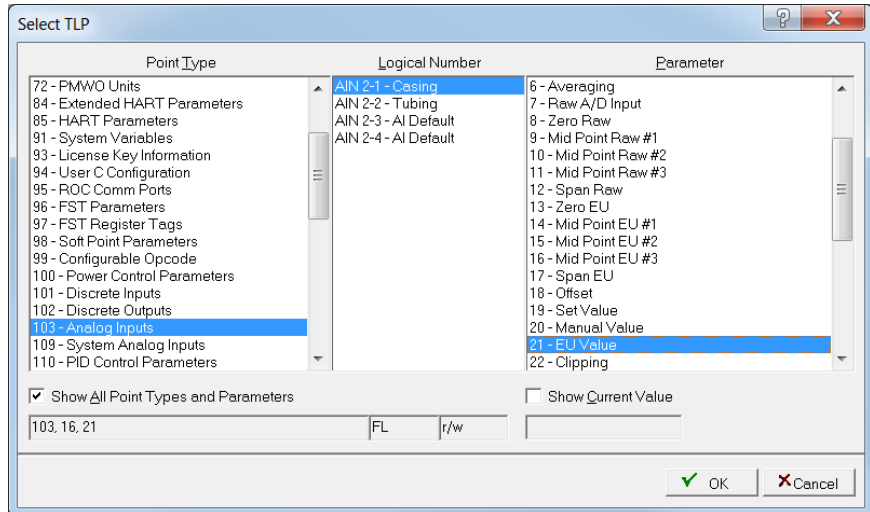 Select TLP
Point Type
Logical Number
Parameter
72 - PMWO Units
84 - Extended HART Parameters
85 - HART Parameters
91 - System Variables
93 - License Key Information
94 - User C Configuration
95 - ROC Comm Ports
96 - FST Parameters
97 - FST Register Tags
98 - Soft Point Parameters
99 - Configurable Opcode
100 - Power Control Parameters
101 - Discrete Inputs
102 - Discrete Outputs
103 - Analog Inputs
109 - System Analog Inputs
110 - PID Control Parameters
AIN 2-1 - Casing
AIN 2-2 - Tubing
AIN 2-3 - AI Default
AIN 2-4 - AI Default
6 - Averaging
7 - Raw A/D Input
8 - Zero Raw
9 - Mid Point Raw #1
10 - Mid Point Raw #2
11 - Mid Point Raw #3
12 - Span Raw
13 - Zero EU
14 - Mid Point EU #1
15 - Mid Point EU #2
16 - Mid Point EU #3
17 - Span EU
18 - Offset
19 - Set Value
20 - Manual Value
21 - EU Value
22 - Clipping
Show All Point Types and Parameters
Show Current Value
103, 16, 21
FL
r/w
OK
Cancel